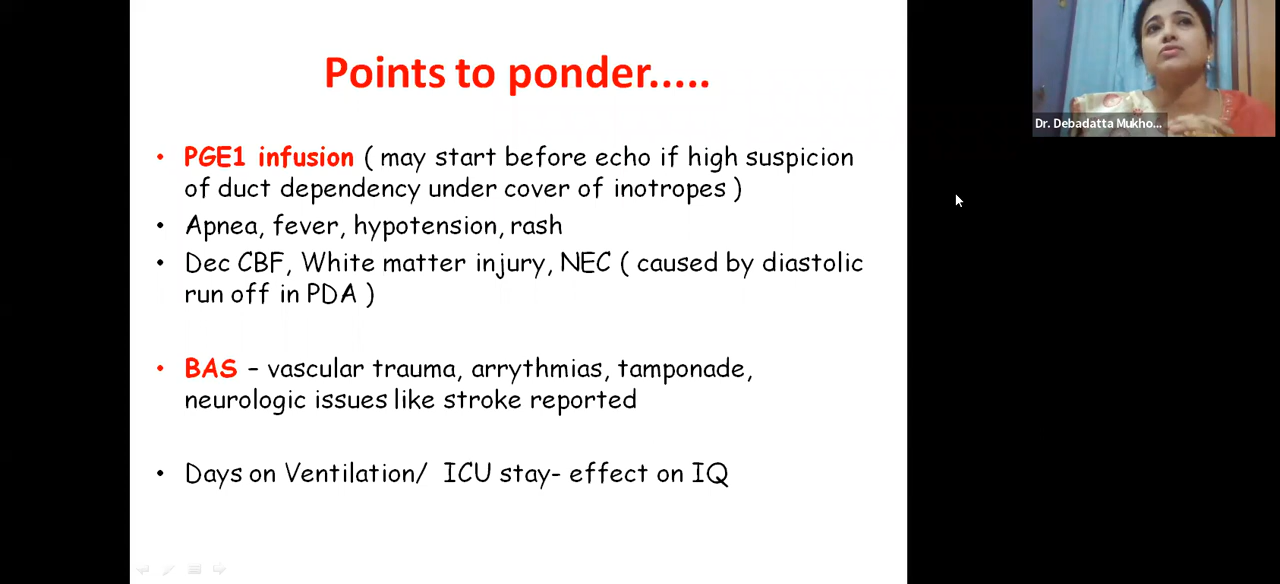 Points to ponder.....
• PGE1 infusion ( may start before echo if high suspicion
of duct dependency under cover of inotropes )
• Apnea, fever, hypotension, rash
• Dec CBF, White matter injury, NEC ( caused by diastolic
run off in PDA )
• BAS – vascular trauma, arrythmias, tamponade,
neurologic issues like stroke reported
• Days on Ventilation/ ICU stay- effect on IQ
Dr. Debadatta Mukho...